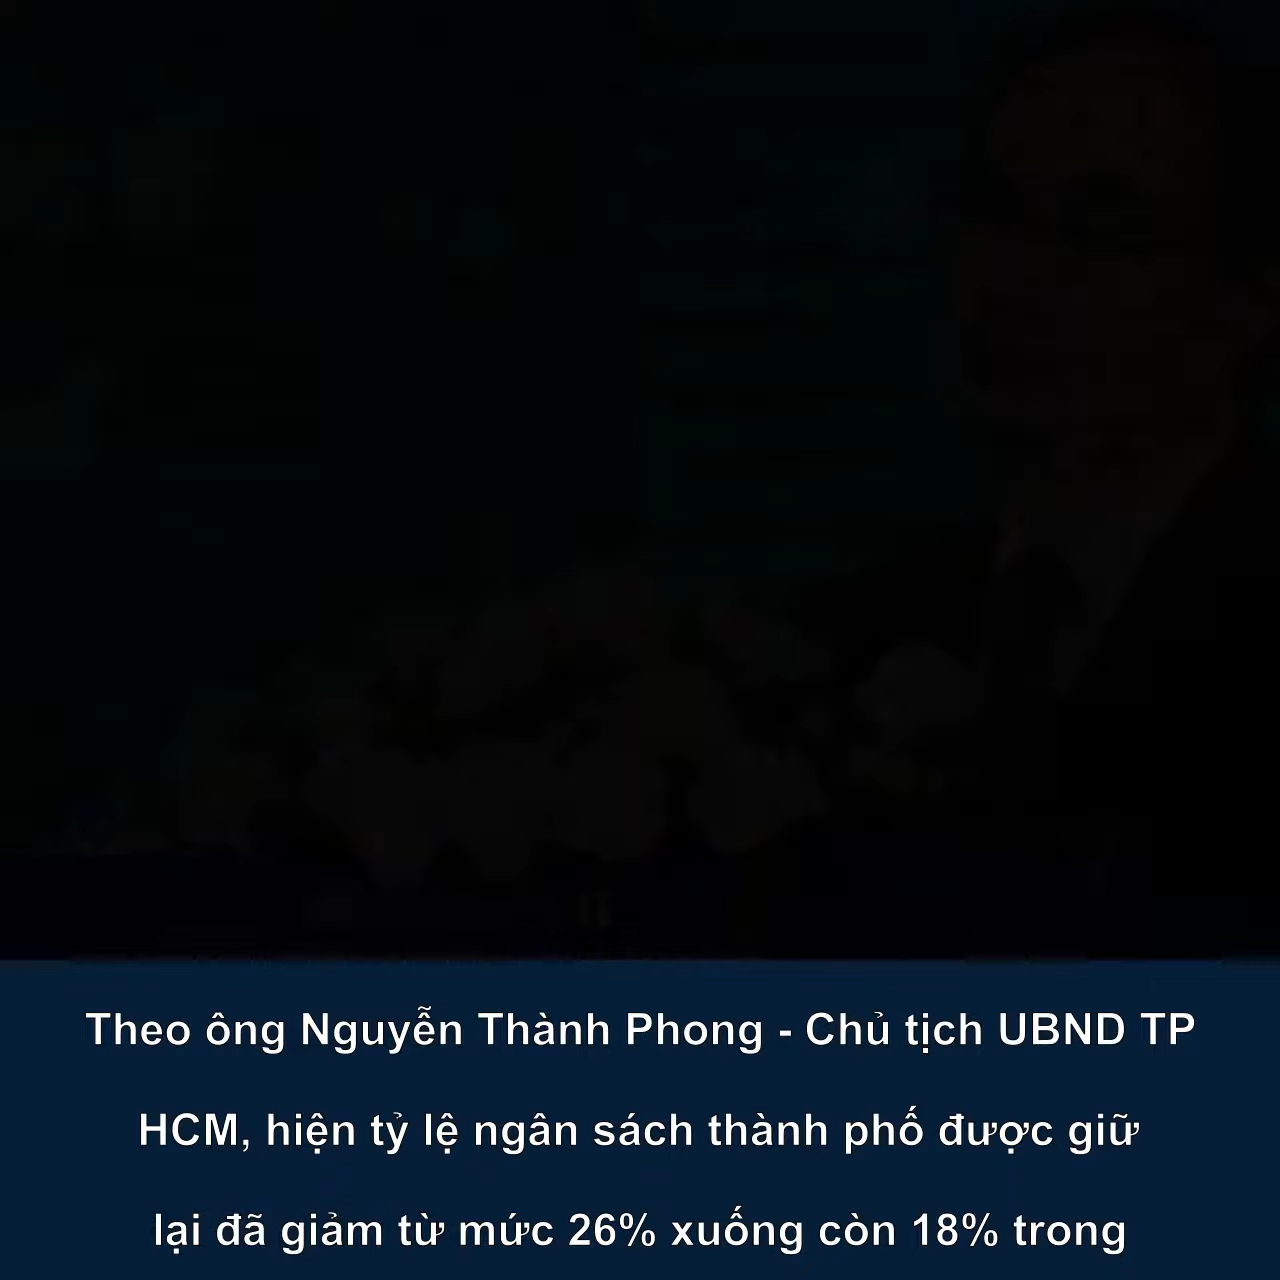 Theo ông Nguyễn Thành Phong - Chủ tịch UBND TP
HCM, hiện tỷ lệ ngân sách thành phố được giữ
lại đã giảm từ mức 26% xuống còn 18% trong